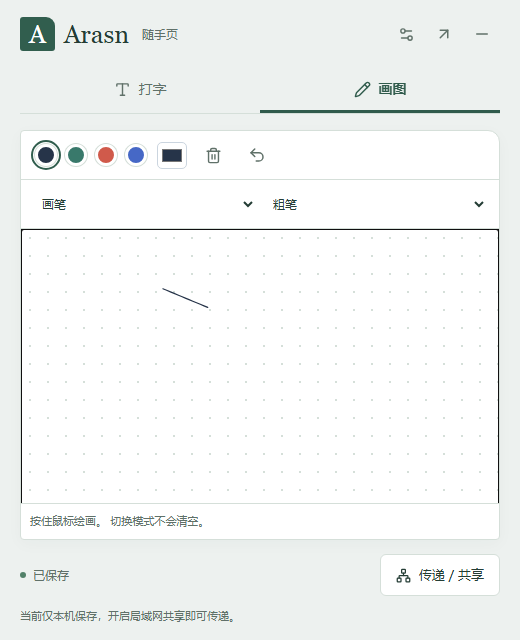 A Arasn 随手页
打字 画图
画笔 粗笔
按住鼠标绘画。 切换模式不会清空。
已保存 传递 / 共享
当前仅本机保存，开启局域网共享即可传递。